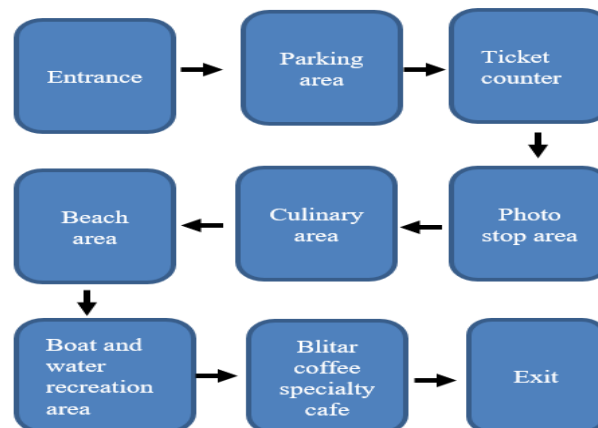 Entrance
Parking
area
Ticket
counter
Photo
stop area
Culinary
area
Beach
area
Boat and
water
recreation
area
Blitar
coffee
specialty
cafe
Exit